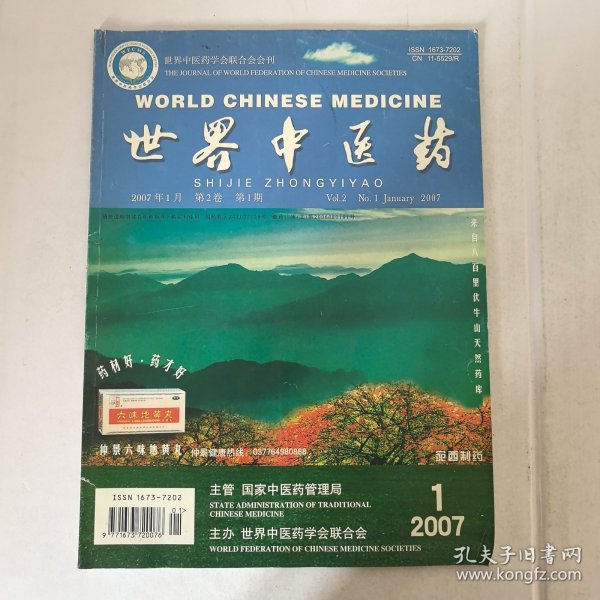 WFCMS
世界中医药学会联合会会刊
THE JOURNAL OF WORLD FEDERATION OF CHINESE MEDICINE SOCIETIES
ISSN 1673-7202
CN 11-5529/R
WORLD CHINESE MEDICINE
世界中医药
SHIJIE ZHONGYIYAO
2007年1月 第2卷 第1期
Vol.2 No.1 January 2007
来自八百里伏牛山天然药库
药材好·药才好
六味地黄丸
仲景六味地黄丸
仲景健康热线:037764980888
宛西制药
ISSN 1673-7202
01>
9 771673 720076
主管 国家中医药管理局
STATE ADMINISTRATION OF TRADITIONAL
CHINESE MEDICINE
主办 世界中医药学会联合会
WORLD FEDERATION OF CHINESE MEDICINE SOCIETIES
1
2007
孔夫子旧书网
www.kongfz.com